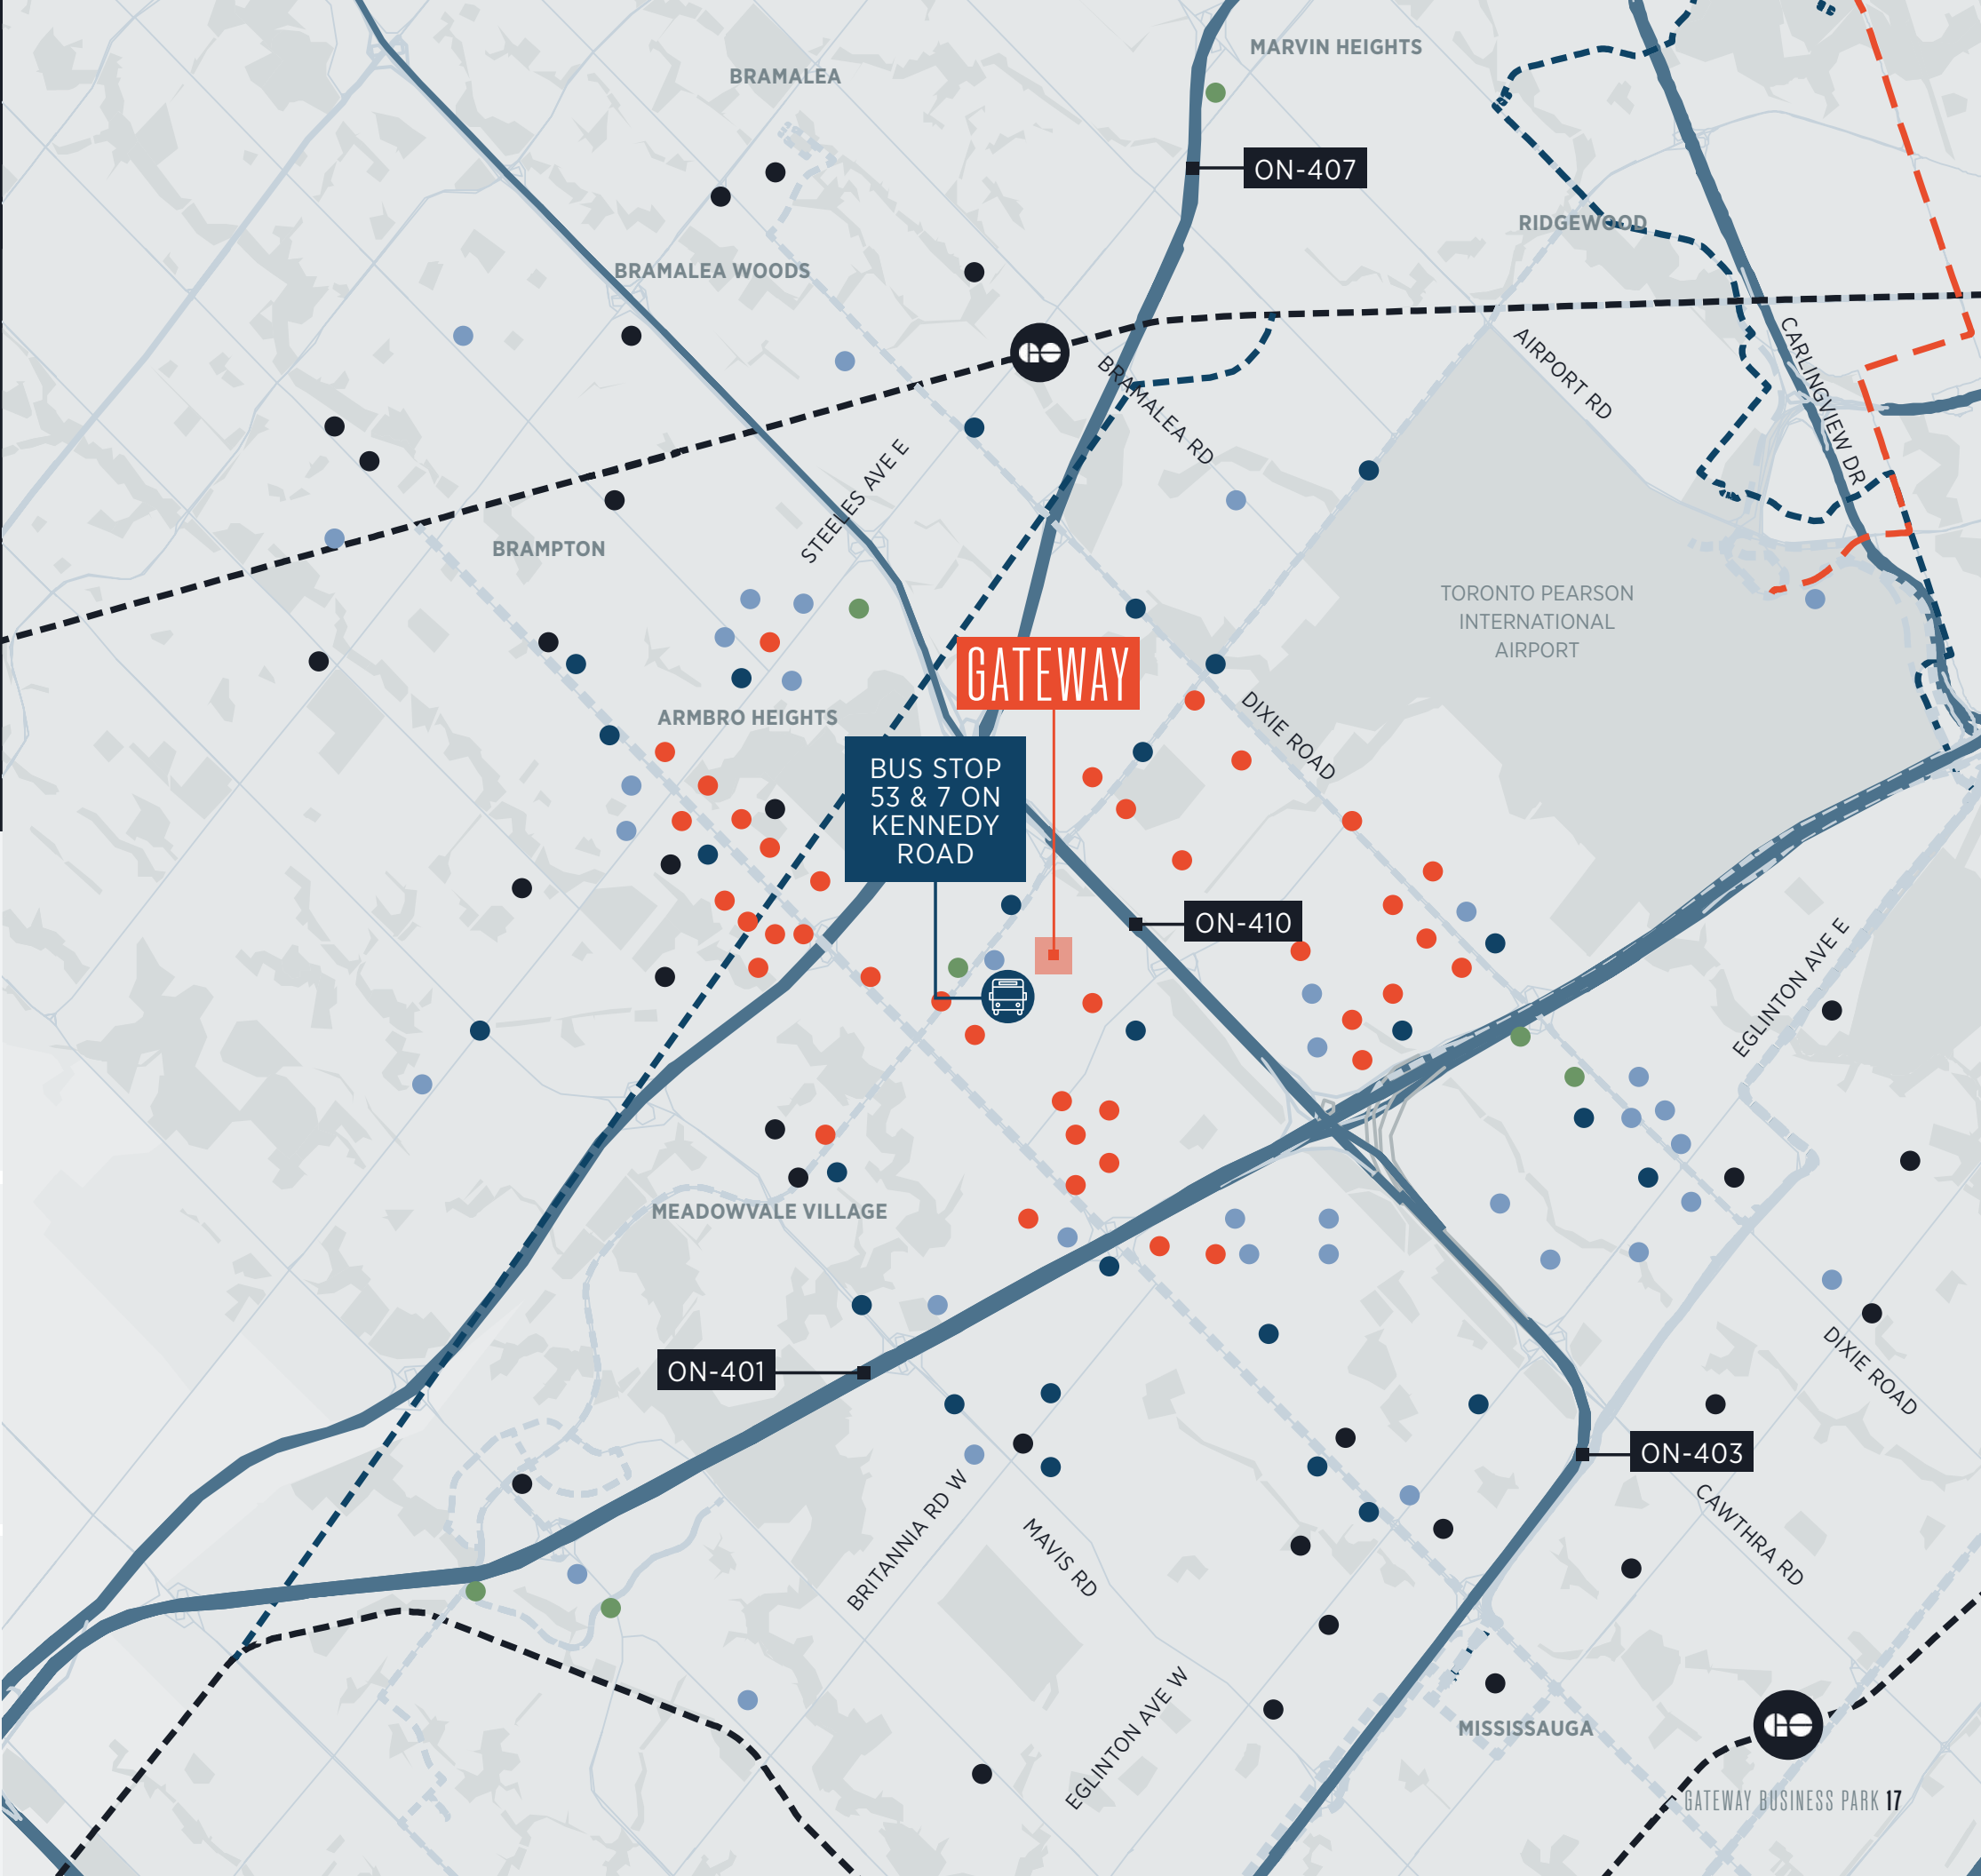 MARVIN HEIGHTS
BRAMALEA
ON-407
RIDGEWOOD
BRAMALEA WOODS
GO
AIRPORT RD
CARLINGVIEW DR
BRAMALEA RD
STEELES AVE E
BRAMPTON
TORONTO PEARSON
INTERNATIONAL
AIRPORT
GATEWAY
ARMBRO HEIGHTS
DIXIE ROAD
BUS STOP
53 & 7 ON
KENNEDY
ROAD
ON-410
EGLINTON AVE E
MEADOWVALE VILLAGE
ON-401
DIXIE ROAD
ON-403
BRITANNIA RD W
MAVIS RD
CAWTHRA RD
EGLINTON AVE W
MISSISSAUGA
GO
GATEWAY BUSINESS PARK 17